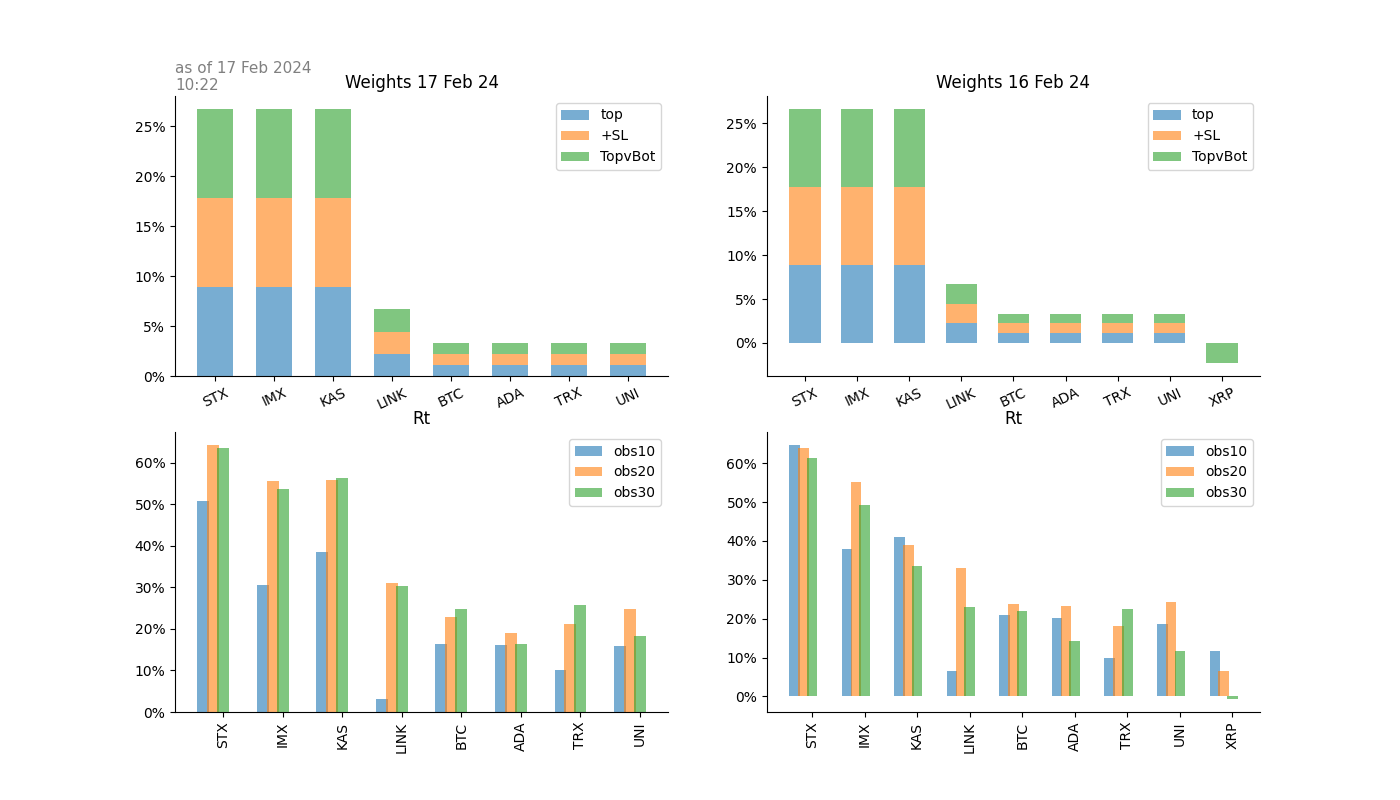 as of 17 Feb 2024
10:22
Weights 17 Feb 24
25%
20%
15%
10%
5%
0%
top
+SL
TopvBot
STX IMX KAS LINK BTC ADA TRX UNI
Weights 16 Feb 24
25%
20%
15%
10%
5%
0%
top
+SL
TopvBot
STX IMX KAS LINK BTC ADA TRX UNI XRP
Rt
60%
50%
40%
30%
20%
10%
0%
obs10
obs20
obs30
STX IMX KAS LINK BTC ADA TRX UNI
Rt
60%
50%
40%
30%
20%
10%
0%
obs10
obs20
obs30
STX IMX KAS LINK BTC ADA TRX UNI XRP